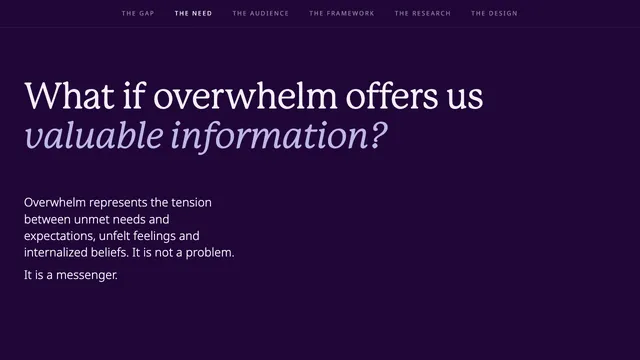 THE GAP THE NEED THE AUDIENCE THE FRAMEWORK THE RESEARCH THE DESIGN
What if overwhelm offers us
valuable information?
Overwhelm represents the tension
between unmet needs and
expectations, unfelt feelings and
internalized beliefs. It is not a problem.
It is a messenger.